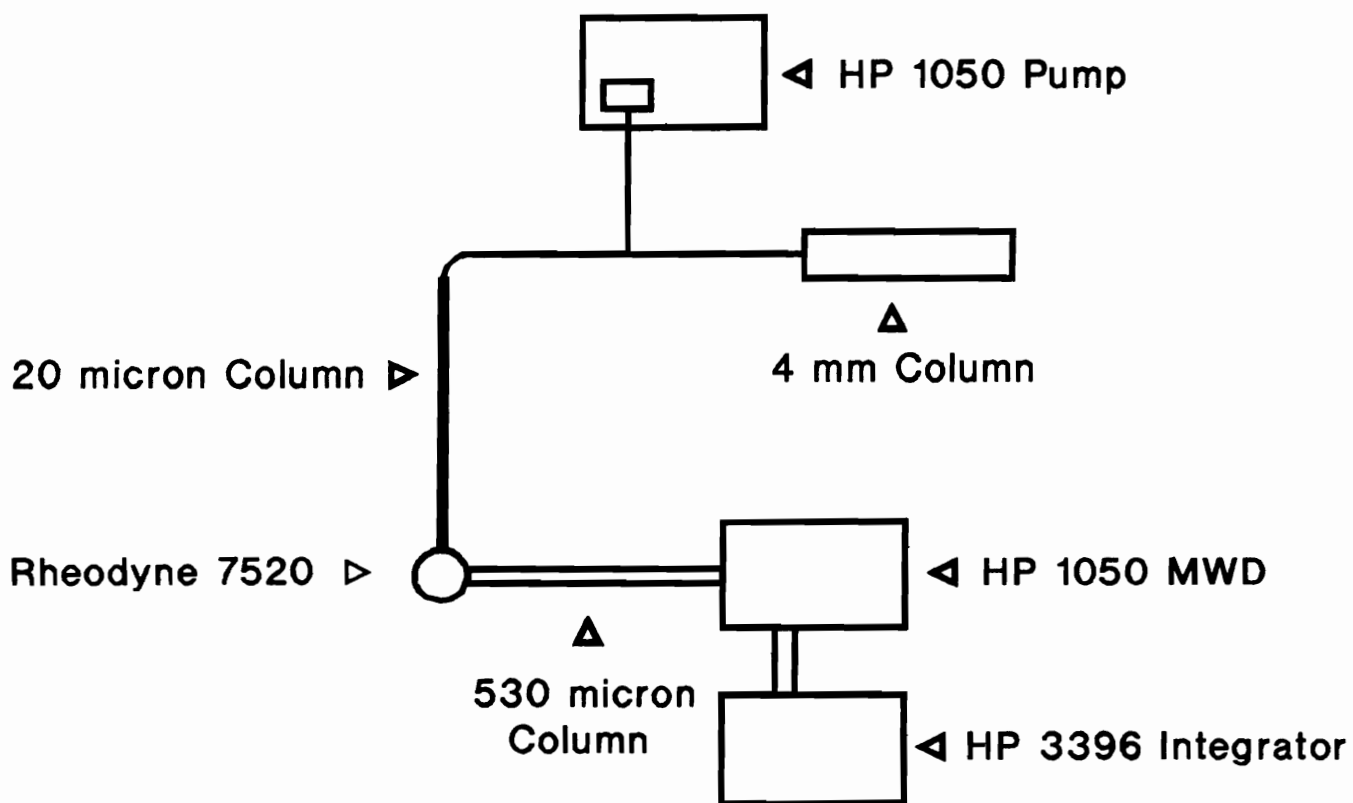 HP 1050 Pump
20 micron Column
4 mm Column
Rheodyne 7520
HP 1050 MWD
530 micron
Column
HP 3396 Integrator